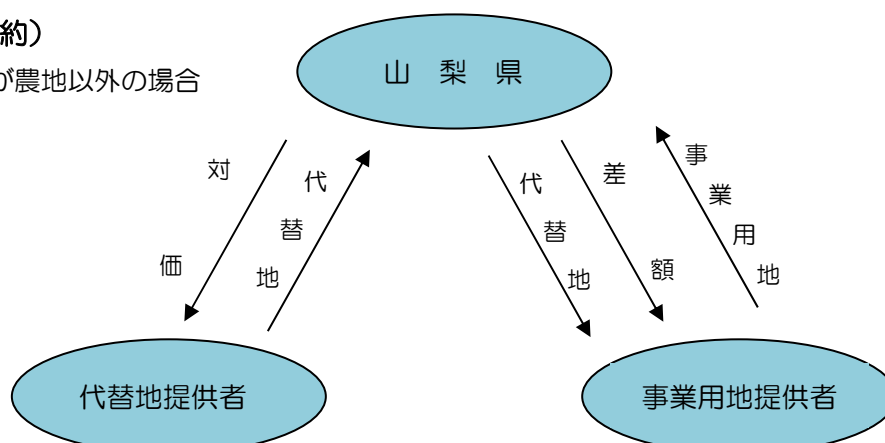 約）
が農地以外の場合
山 梨 県
対価
代替地
代替地
差額
事業用地
代替地提供者
事業用地提供者